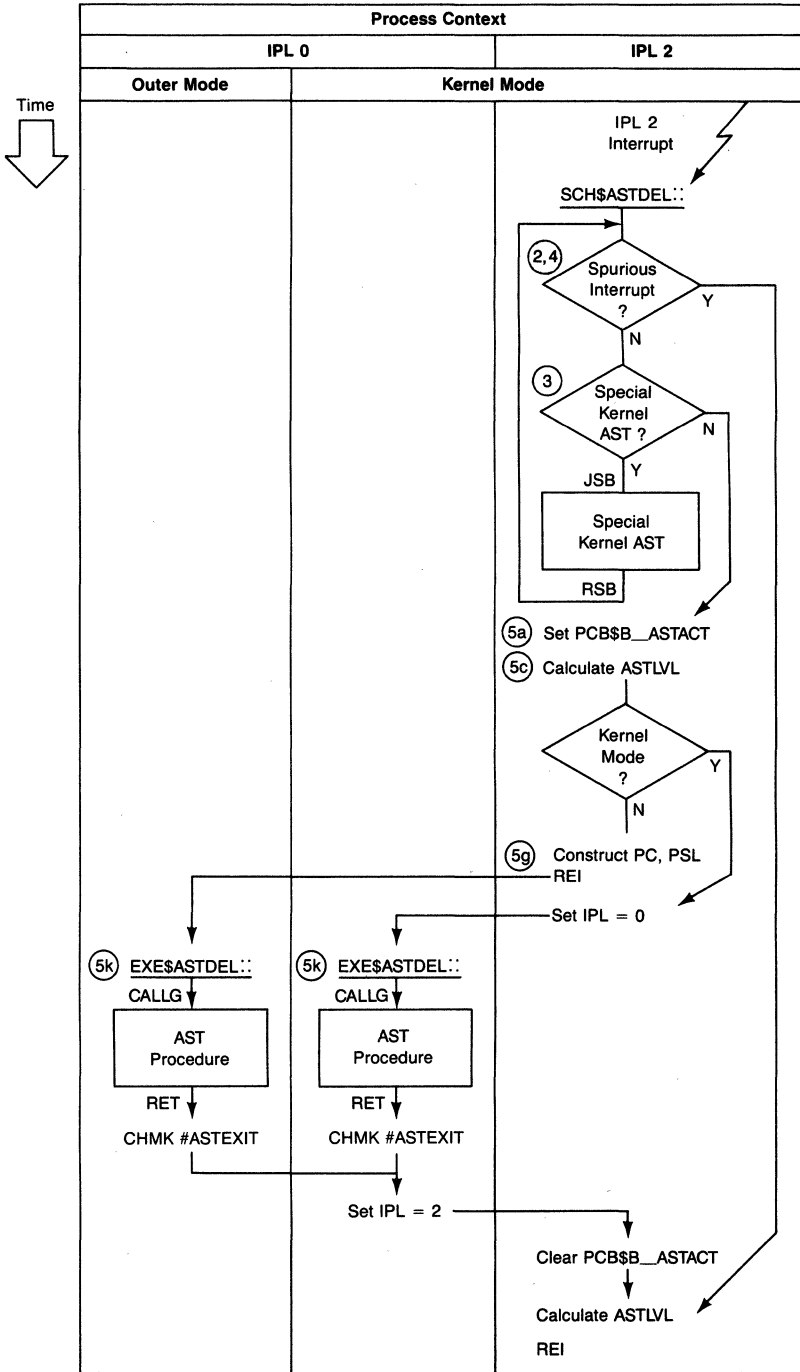 Process Context
IPL 0
IPL 2
Outer Mode
Kernel Mode
Time
IPL 2
Interrupt
SCH$ASTDEL::
2,4
Spurious
Interrupt
?
Y
N
3
Special
Kernel
AST ?
N
Y
JSB
Special
Kernel AST
RSB
5a Set PCB$B__ASTACT
5c Calculate ASTLVL
Kernel
Mode
?
Y
N
5g Construct PC, PSL
REI
Set IPL = 0
5k EXE$ASTDEL::
5k EXE$ASTDEL::
CALLG
CALLG
AST
Procedure
AST
Procedure
RET
RET
CHMK #ASTEXIT
CHMK #ASTEXIT
Set IPL = 2
Clear PCB$B__ASTACT
Calculate ASTLVL
REI